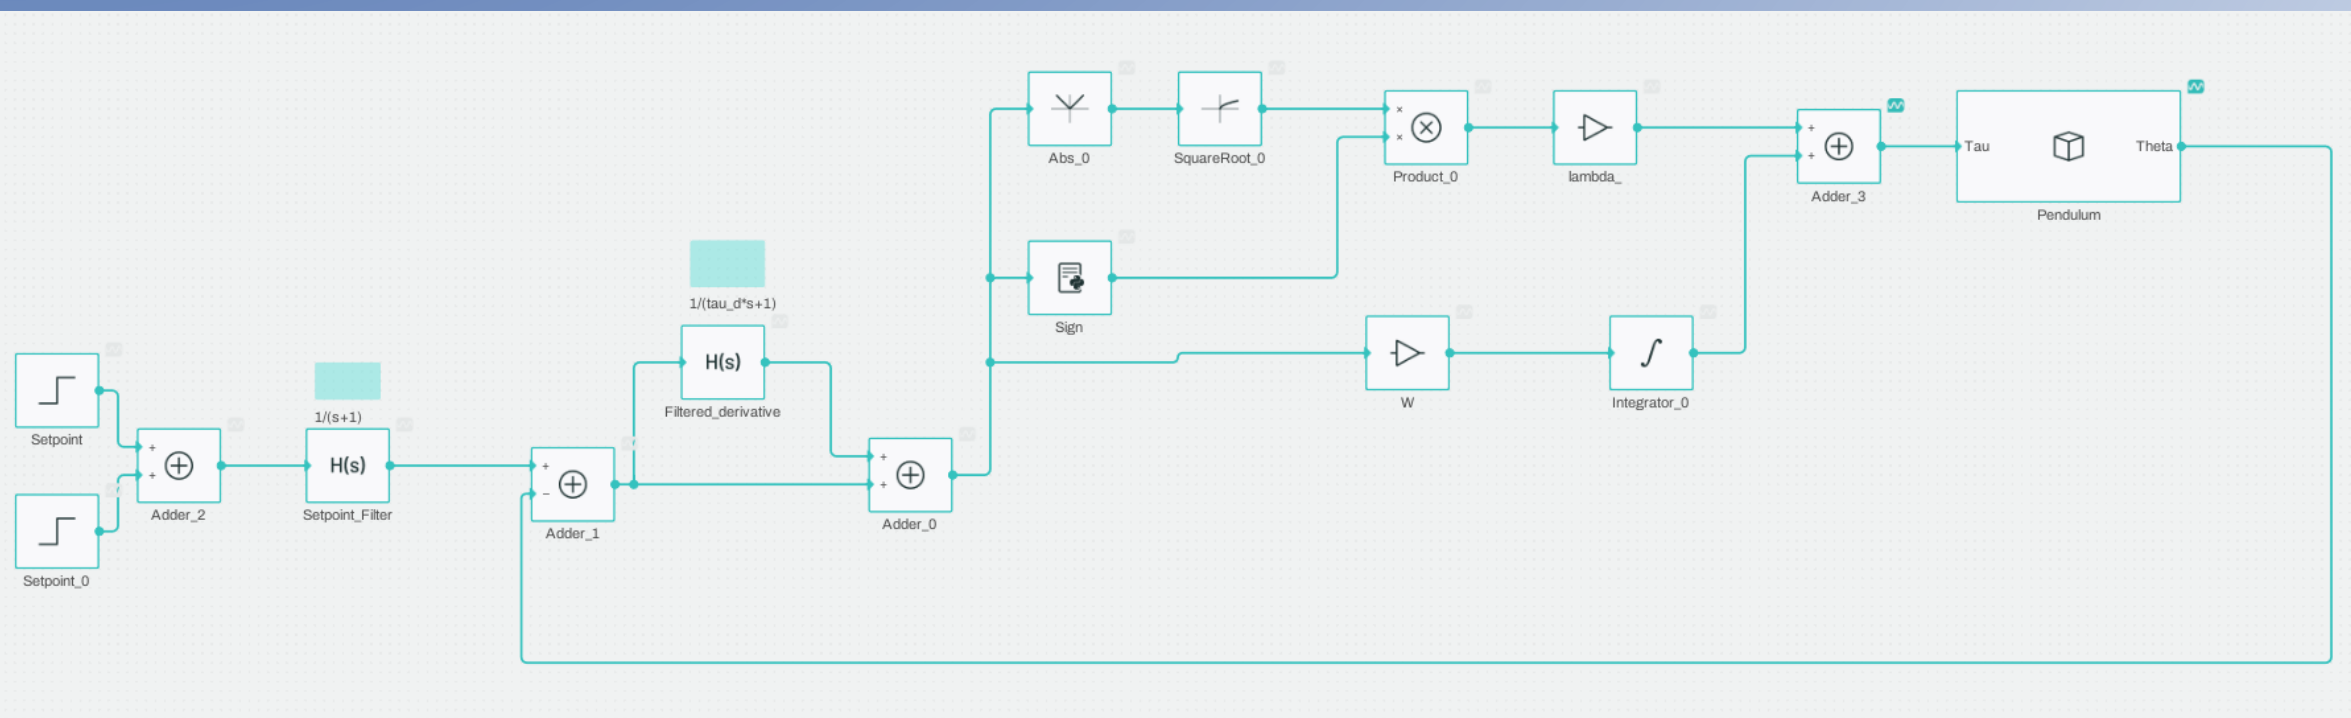 Abs_0
SquareRoot_0
×
×
Product_0
lambda_
+
+
Adder_3
Tau
Theta
Pendulum
Sign
1/(tau_d*s+1)
H(s)
Filtered_derivative
W
∫
Integrator_0
Setpoint
1/(s+1)
+
+
Adder_2
H(s)
Setpoint_Filter
+
−
Adder_1
+
+
Adder_0
Setpoint_0